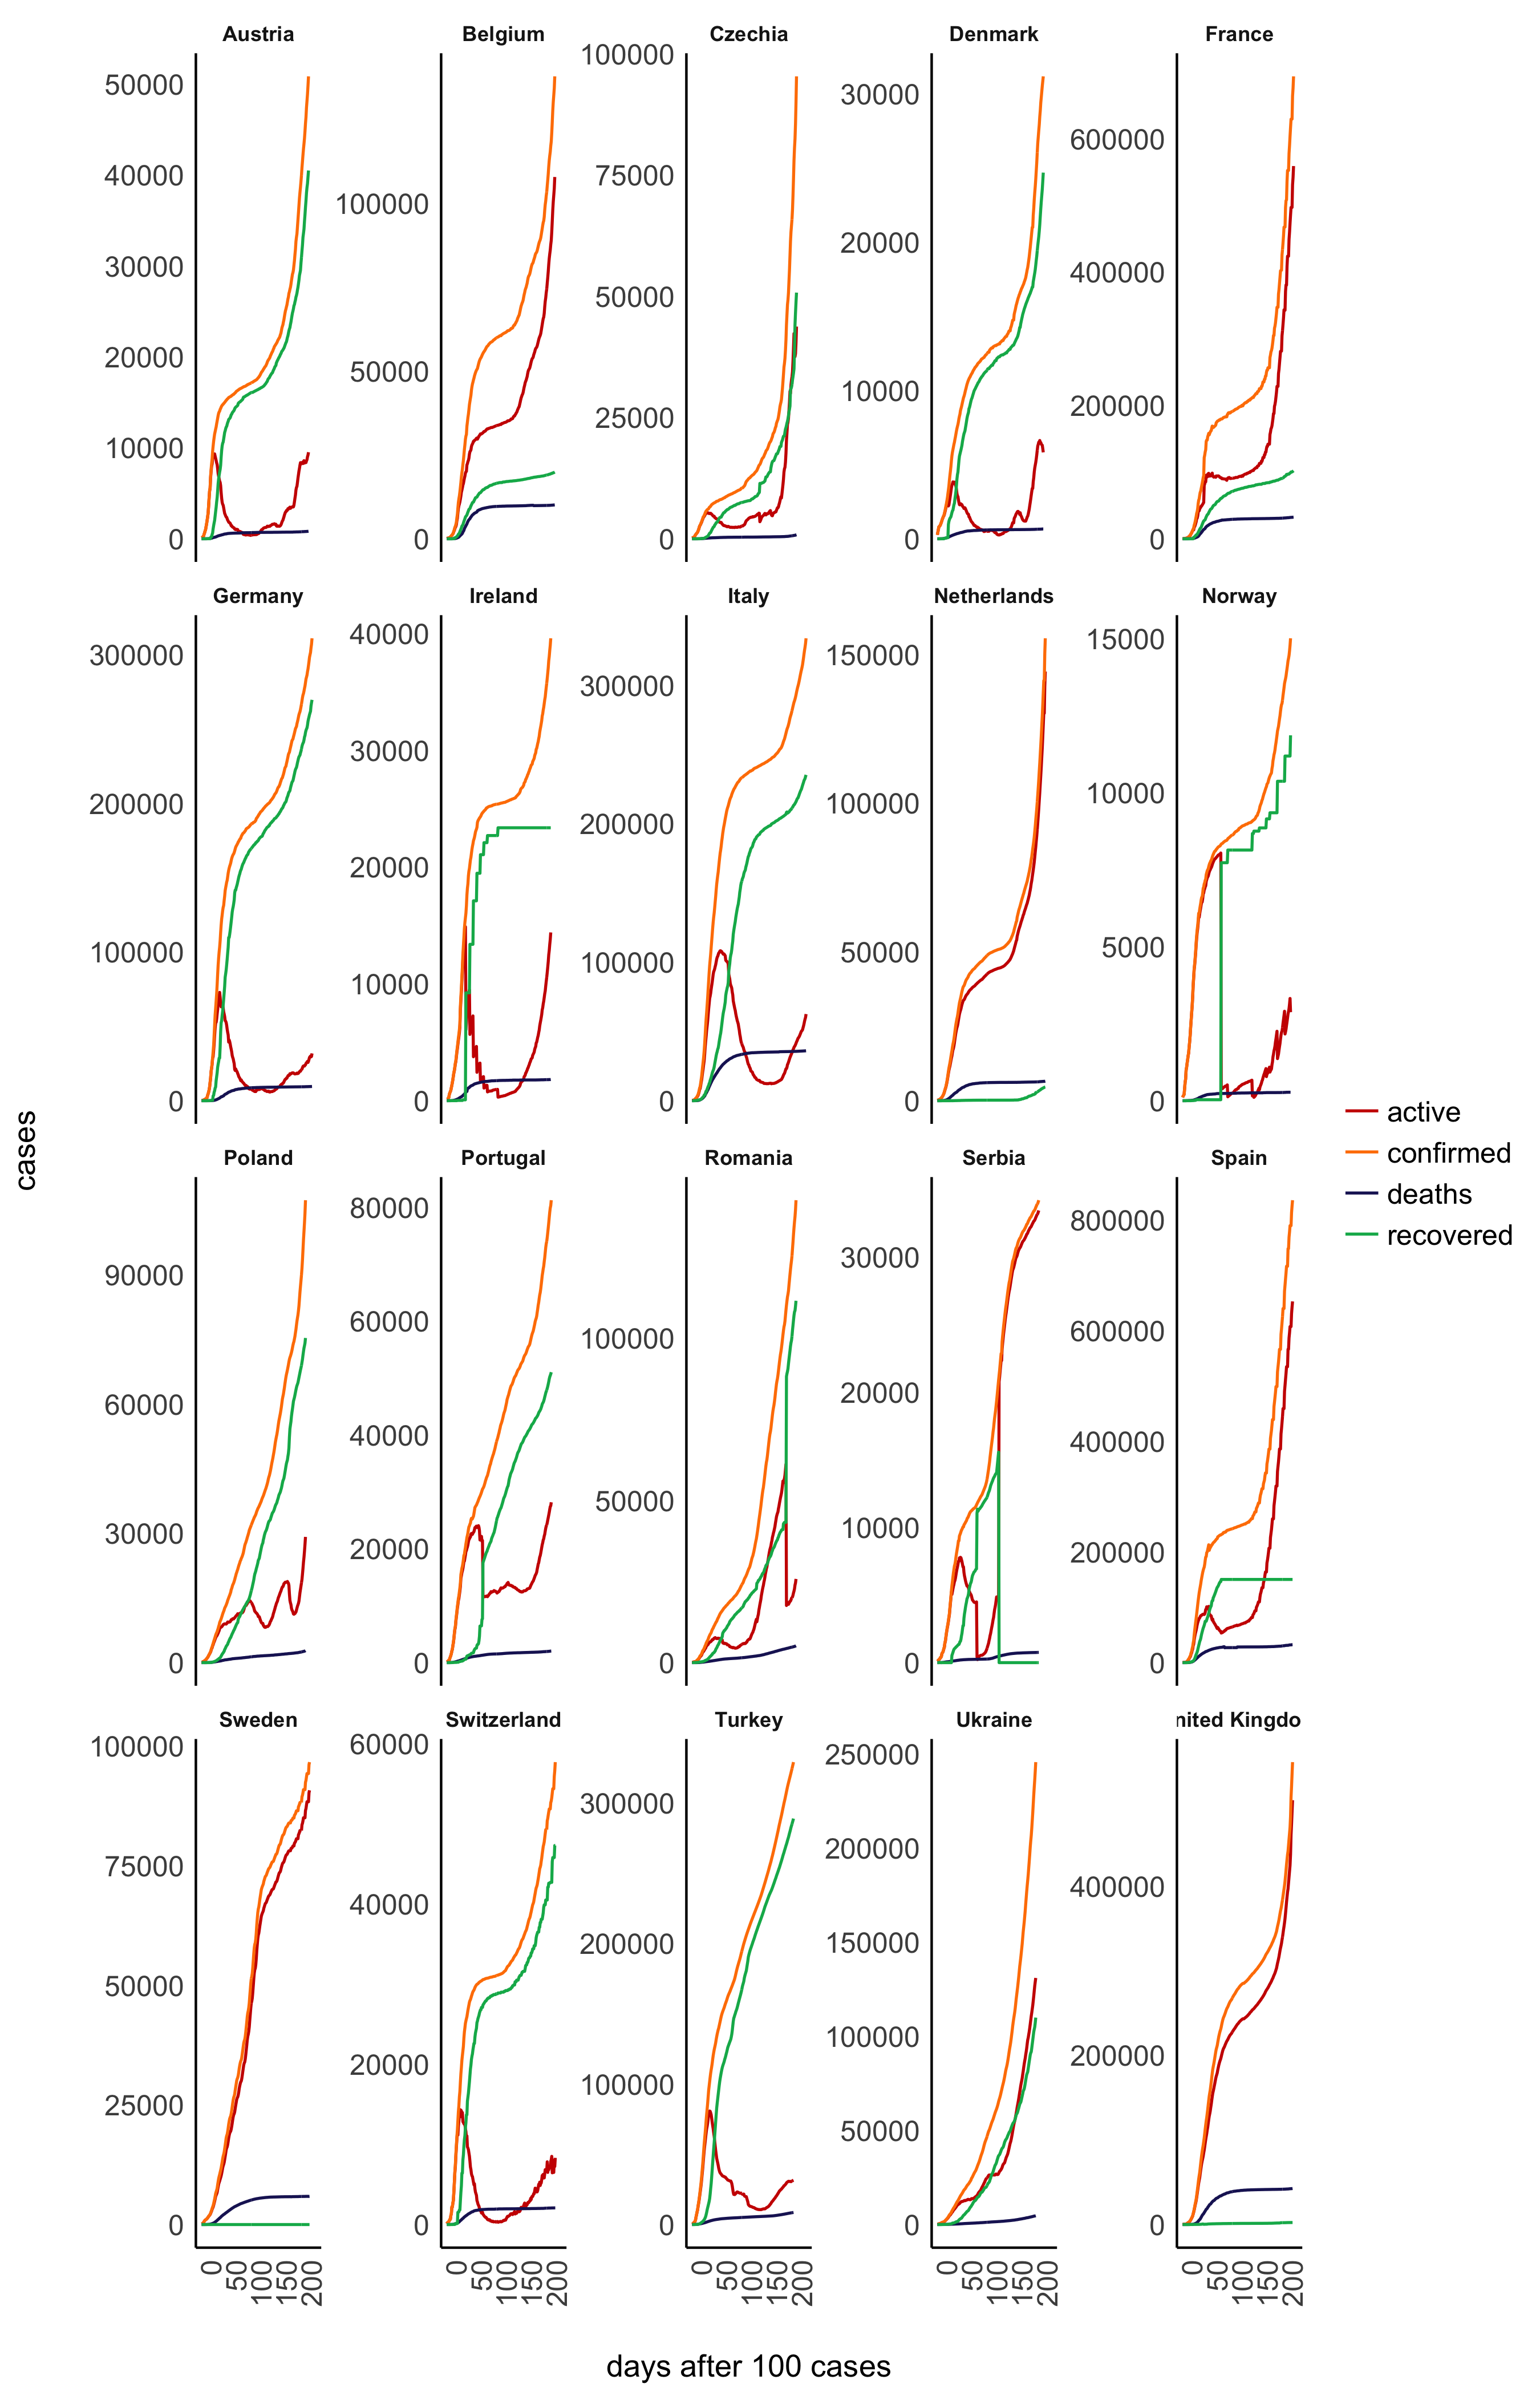 Austria Belgium Czechia Denmark France
50000 40000 30000 20000 10000 0
100000 50000 0
100000 75000 50000 25000 0
30000 20000 10000 0
600000 400000 200000 0
Germany Ireland Italy Netherlands Norway
300000 200000 100000 0
40000 30000 20000 10000 0
300000 200000 100000 0
150000 100000 50000 0
15000 10000 5000 0
cases
active
confirmed
deaths
recovered
Poland Portugal Romania Serbia Spain
90000 60000 30000 0
80000 60000 40000 20000 0
100000 50000 0
30000 20000 10000 0
800000 600000 400000 200000 0
Sweden Switzerland Turkey Ukraine nited Kingdo
100000 75000 50000 25000 0
60000 40000 20000 0
300000 200000 100000 0
250000 200000 150000 100000 50000 0
400000 200000 0
0 50 100 150 200 0 50 100 150 200 0 50 100 150 200 0 50 100 150 200 0 50 100 150 200
days after 100 cases